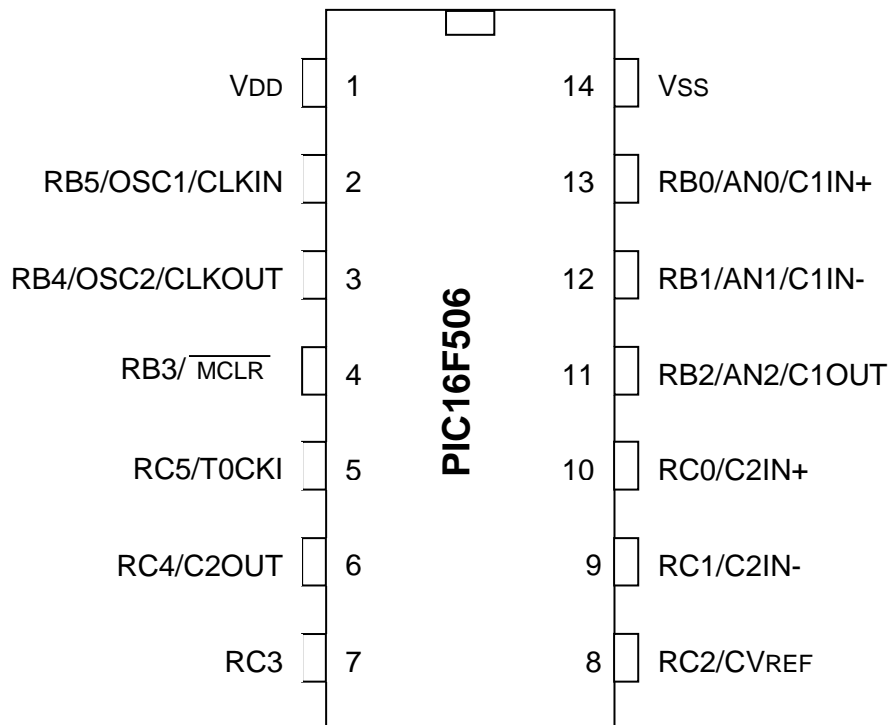 VDD 1 14 VSS
RB5/OSC1/CLKIN 2 13 RB0/AN0/C1IN+
RB4/OSC2/CLKOUT 3 12 RB1/AN1/C1IN-
RB3/ MCLR 4 11 RB2/AN2/C1OUT
PIC16F506
RC5/T0CKI 5 10 RC0/C2IN+
RC4/C2OUT 6 9 RC1/C2IN-
RC3 7 8 RC2/CVREF